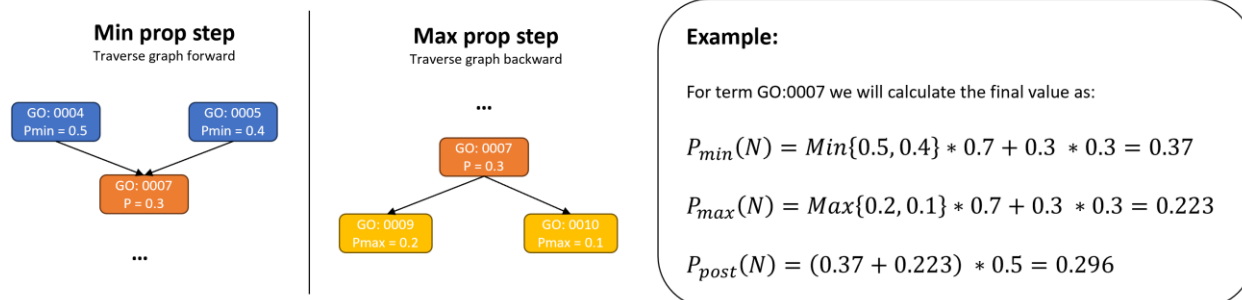 Min prop step
Traverse graph forward
GO: 0004
Pmin = 0.5
GO: 0005
Pmin = 0.4
GO: 0007
P = 0.3
...
Max prop step
Traverse graph backward
...
GO: 0007
P = 0.3
GO: 0009
Pmax = 0.2
GO: 0010
Pmax = 0.1
Example:
For term GO:0007 we will calculate the final value as:
P_min(N) = Min{0.5, 0.4} * 0.7 + 0.3 * 0.3 = 0.37
P_max(N) = Max{0.2, 0.1} * 0.7 + 0.3 * 0.3 = 0.223
P_post(N) = (0.37 + 0.223) * 0.5 = 0.296